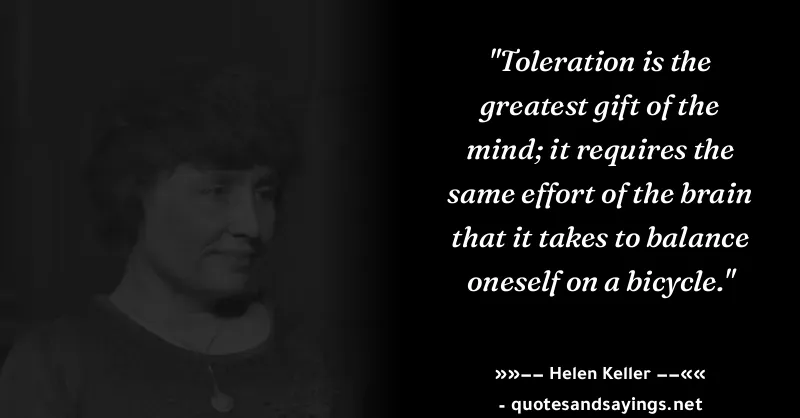 "Toleration is the
greatest gift of the
mind; it requires the
same effort of the brain
that it takes to balance
oneself on a bicycle."
»»–– Helen Keller ––««
- quotesandsayings.net